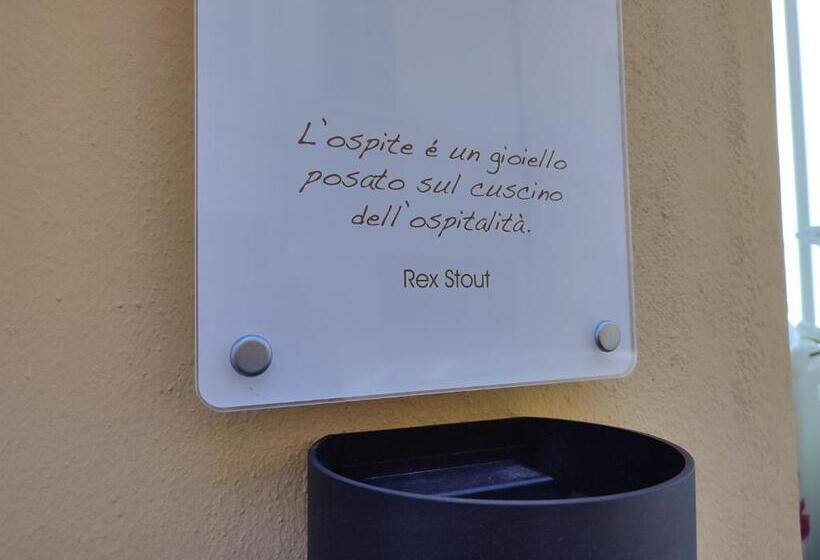 L'ospite é un gioiello
posato sul cuscino
dell'ospitalità.
Rex Stout